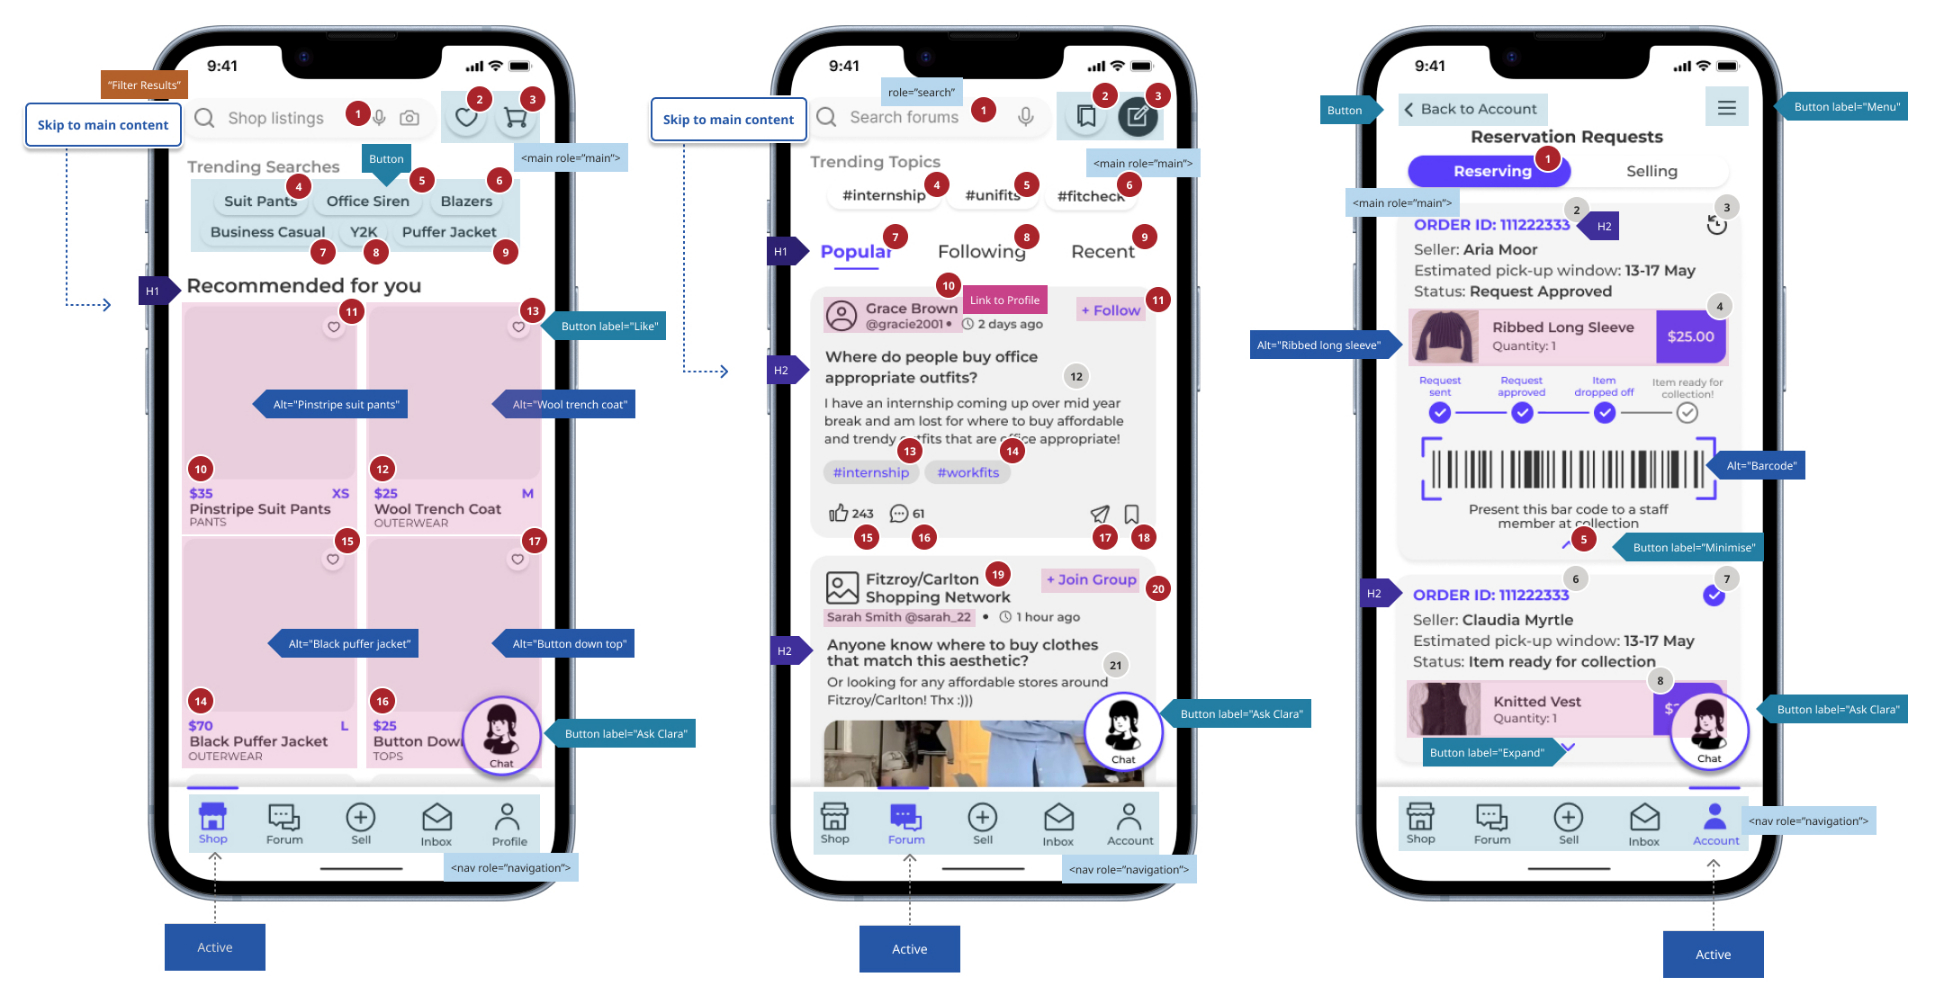 9:41
"Filter Results"
Skip to main content
Shop listings
1
2
3
<main role="main">
Trending Searches
Button
4
5
6
Suit Pants
Office Siren
Blazers
Business Casual
Y2K
Puffer Jacket
7
8
9
H1
Recommended for you
11
13
Button label="Like"
Alt="Pinstripe suit pants"
Alt="Wool trench coat"
10
12
$35
XS
Pinstripe Suit Pants
PANTS
$25
M
Wool Trench Coat
OUTERWEAR
15
17
Alt="Black puffer jacket"
Alt="Button down top"
14
16
$70
L
Black Puffer Jacket
OUTERWEAR
$25
Button Dow
TOPS
Chat
Button label="Ask Clara"
Shop
Forum
Sell
Inbox
Profile
<nav role="navigation">
Active
9:41
role="search"
Skip to main content
Search forums
1
2
3
<main role="main">
Trending Topics
#internship
4
#unifits
5
#fitcheck
6
H1
Popular
7
Following
8
Recent
9
10
Grace Brown
Link to Profile
11
+ Follow
@gracie2001 •
2 days ago
H2
Where do people buy office
appropriate outfits?
12
I have an internship coming up over mid year
break and am lost for where to buy affordable
and trendy outfits that are office appropriate!
13
14
#internship
#workfits
243
61
15
16
17
18
Fitzroy/Carlton
Shopping Network
19
+ Join Group
20
Sarah Smith @sarah_22 •
1 hour ago
H2
Anyone know where to buy clothes
that match this aesthetic?
21
Or looking for any affordable stores around
Fitzroy/Carlton! Thx :)))
Chat
Button label="Ask Clara"
Shop
Forum
Sell
Inbox
Account
<nav role="navigation">
Active
9:41
Button
Back to Account
Button label="Menu"
Reservation Requests
1
Reserving
Selling
<main role="main">
2
3
ORDER ID: 111222333
H2
Seller: Aria Moor
Estimated pick-up window: 13-17 May
Status: Request Approved
4
Alt="Ribbed long sleeve"
Ribbed Long Sleeve
Quantity: 1
$25.00
Request
sent
Request
approved
Item
dropped off
Item ready for
collection!
Alt="Barcode"
Present this bar code to a staff
member at collection
5
Button label="Minimise"
6
7
H2
ORDER ID: 111222333
Seller: Claudia Myrtle
Estimated pick-up window: 13-17 May
Status: Item ready for collection
8
Knitted Vest
Quantity: 1
Button label="Ask Clara"
Button label="Expand"
Chat
Shop
Forum
Sell
Inbox
Account
<nav role="navigation">
Active